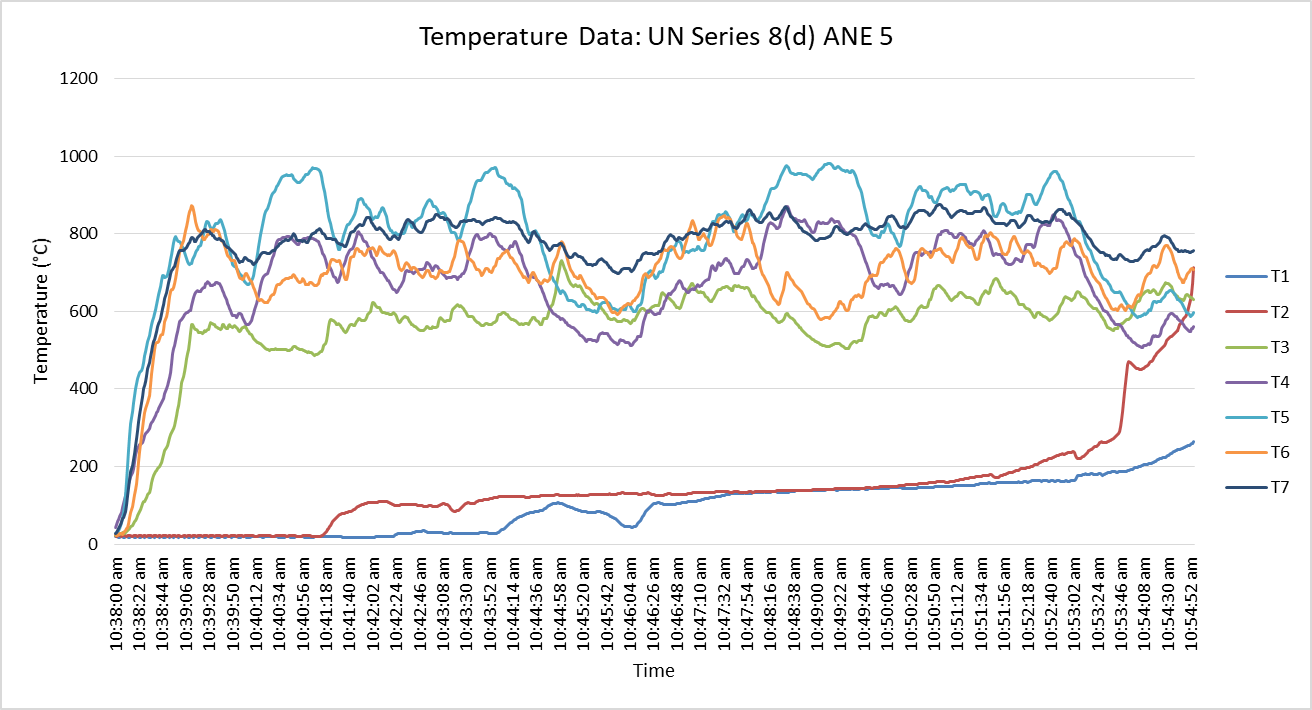 Temperature Data: UN Series 8(d) ANE 5
1200
1000
800
600
400
200
0
Temperature (°C)
10:38:00 am
10:38:22 am
10:38:44 am
10:39:06 am
10:39:28 am
10:39:50 am
10:40:12 am
10:40:34 am
10:40:56 am
10:41:18 am
10:41:40 am
10:42:02 am
10:42:24 am
10:42:46 am
10:43:08 am
10:43:30 am
10:43:52 am
10:44:14 am
10:44:36 am
10:44:58 am
10:45:20 am
10:45:42 am
10:46:04 am
10:46:26 am
10:46:48 am
10:47:10 am
10:47:32 am
10:47:54 am
10:48:16 am
10:48:38 am
10:49:00 am
10:49:22 am
10:49:44 am
10:50:06 am
10:50:28 am
10:50:50 am
10:51:12 am
10:51:34 am
10:51:56 am
10:52:18 am
10:52:40 am
10:53:02 am
10:53:24 am
10:53:46 am
10:54:08 am
10:54:30 am
10:54:52 am
Time
T1
T2
T3
T4
T5
T6
T7